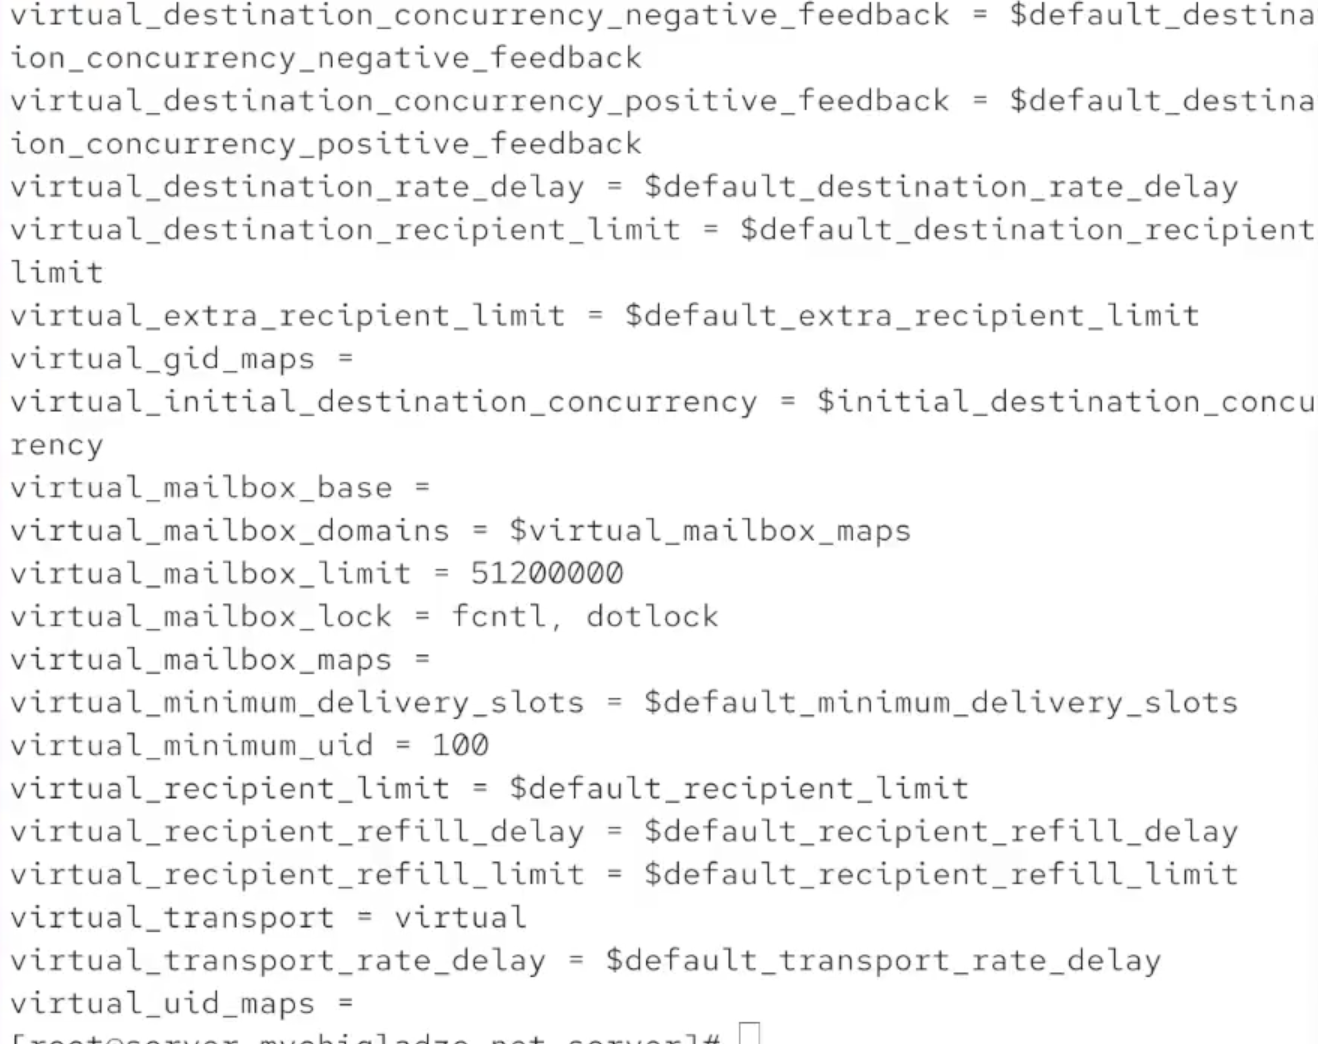 virtual_destination_concurrency_negative_feedback = $default_destina
ion_concurrency_negative_feedback
virtual_destination_concurrency_positive_feedback = $default_destina
ion_concurrency_positive_feedback
virtual_destination_rate_delay = $default_destination_rate_delay
virtual_destination_recipient_limit = $default_destination_recipient
limit
virtual_extra_recipient_limit = $default_extra_recipient_limit
virtual_gid_maps =
virtual_initial_destination_concurrency = $initial_destination_concu
rency
virtual_mailbox_base =
virtual_mailbox_domains = $virtual_mailbox_maps
virtual_mailbox_limit = 51200000
virtual_mailbox_lock = fcntl, dotlock
virtual_mailbox_maps =
virtual_minimum_delivery_slots = $default_minimum_delivery_slots
virtual_minimum_uid = 100
virtual_recipient_limit = $default_recipient_limit
virtual_recipient_refill_delay = $default_recipient_refill_delay
virtual_recipient_refill_limit = $default_recipient_refill_limit
virtual_transport = virtual
virtual_transport_rate_delay = $default_transport_rate_delay
virtual_uid_maps =